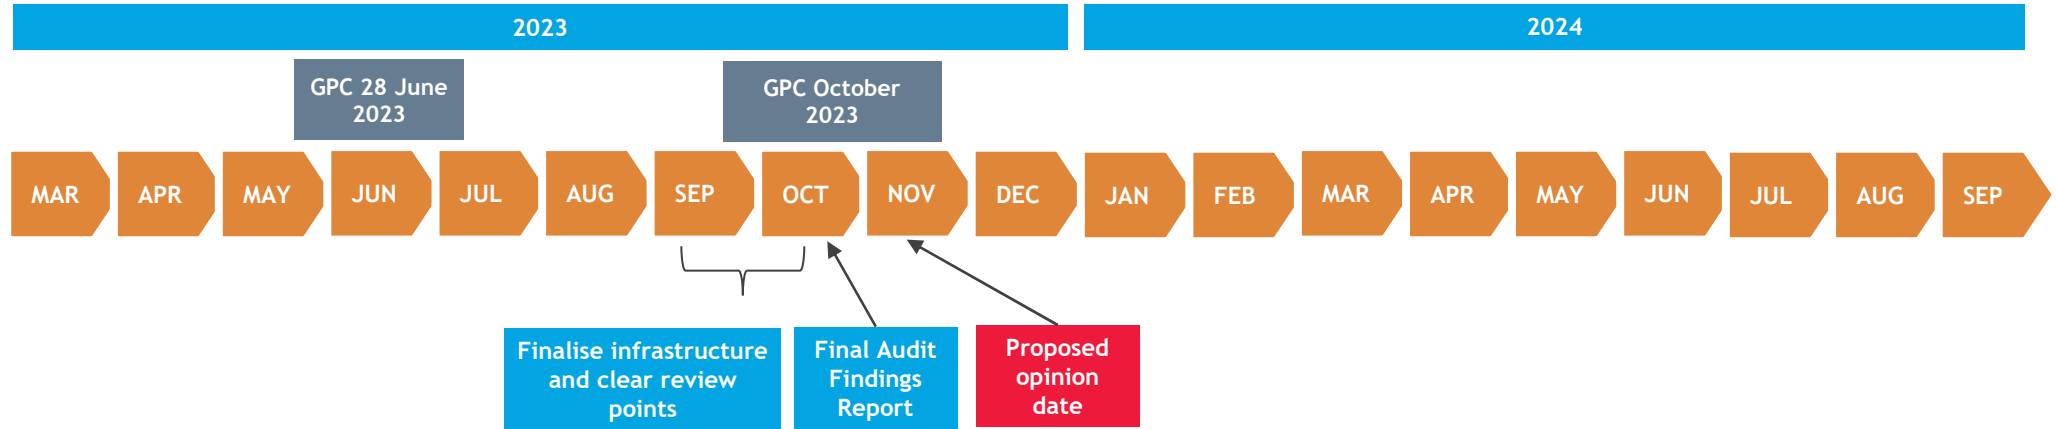 2023
2024
GPC 28 June
2023
GPC October
2023
MAR
APR
MAY
JUN
JUL
AUG
SEP
OCT
NOV
DEC
JAN
FEB
MAR
APR
MAY
JUN
JUL
AUG
SEP
Finalise infrastructure
and clear review
points
Final Audit
Findings
Report
Proposed
opinion
date